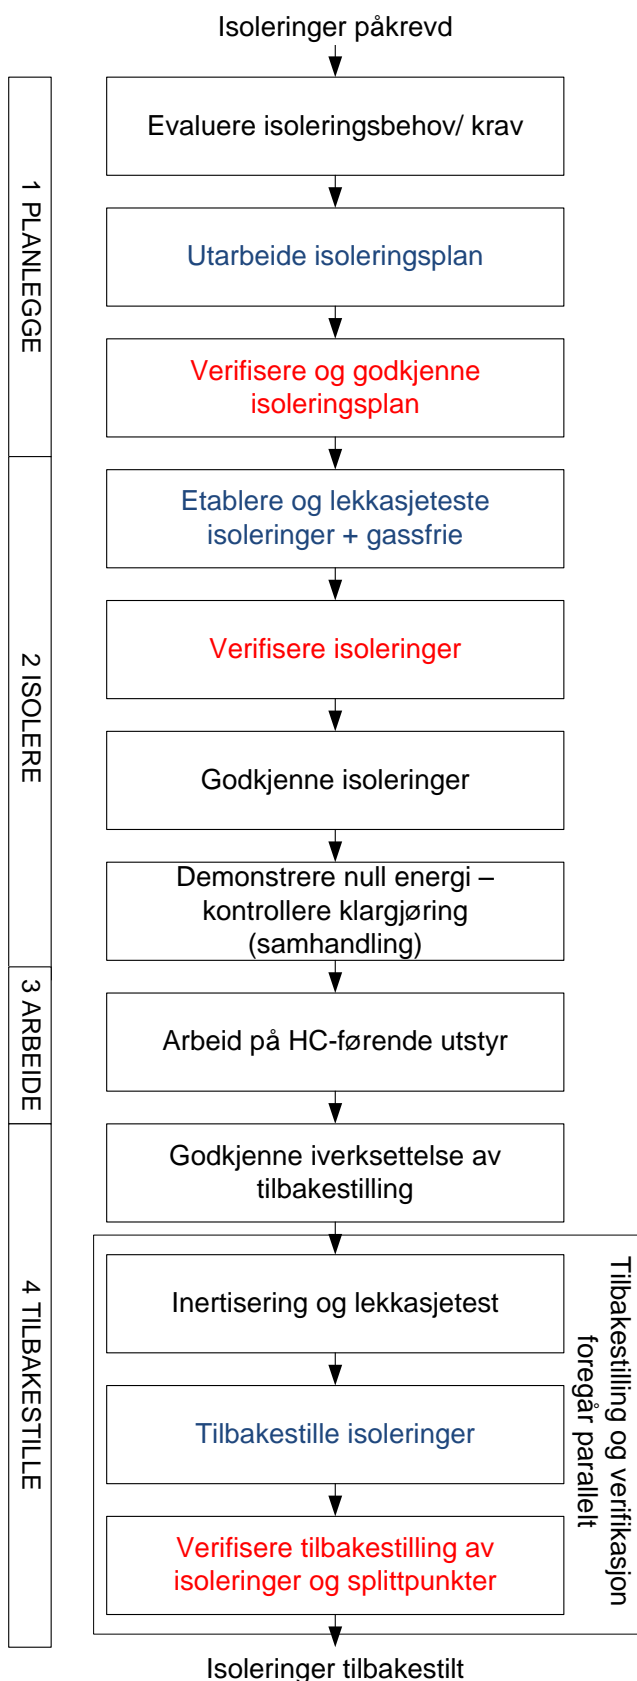 Isoleringer påkrevd
1 PLANLEGGE
Evaluere isoleringsbehov/ krav
Utarbeide isoleringsplan
Verifisere og godkjenne
isoleringsplan
2 ISOLERE
Etablere og lekkasjeteste
isoleringer + gassfrie
Verifisere isoleringer
Godkjenne isoleringer
Demonstrere null energi –
kontrollere klargjøring
(samhandling)
3 ARBEIDE
Arbeid på HC-førende utstyr
4 TILBAKESTILLE
Godkjenne iverksettelse av
tilbakestilling
Tilbakestilling og verifikasjon
foregår parallelt
Inertisering og lekkasjetest
Tilbakestille isoleringer
Verifisere tilbakestilling av
isoleringer og splittpunkter
Isoleringer tilbakestilt